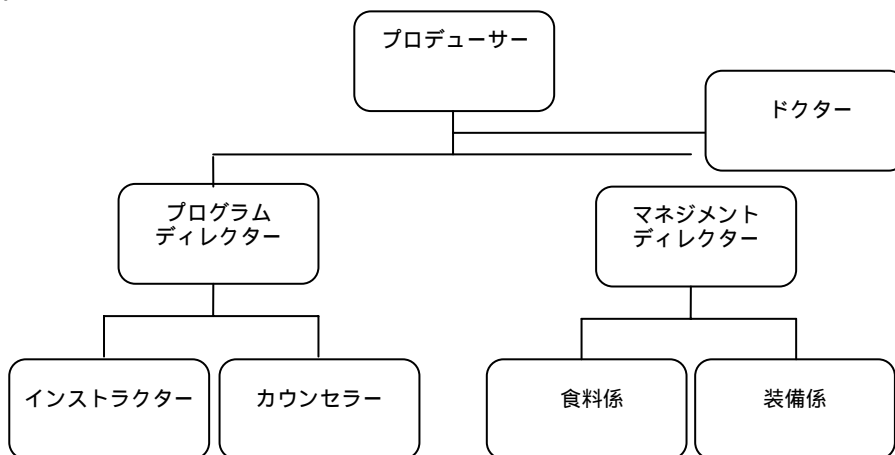 プロデューサー
ドクター
プログラム
ディレクター
マネジメント
ディレクター
インストラクター
カウンセラー
食料係
装備係